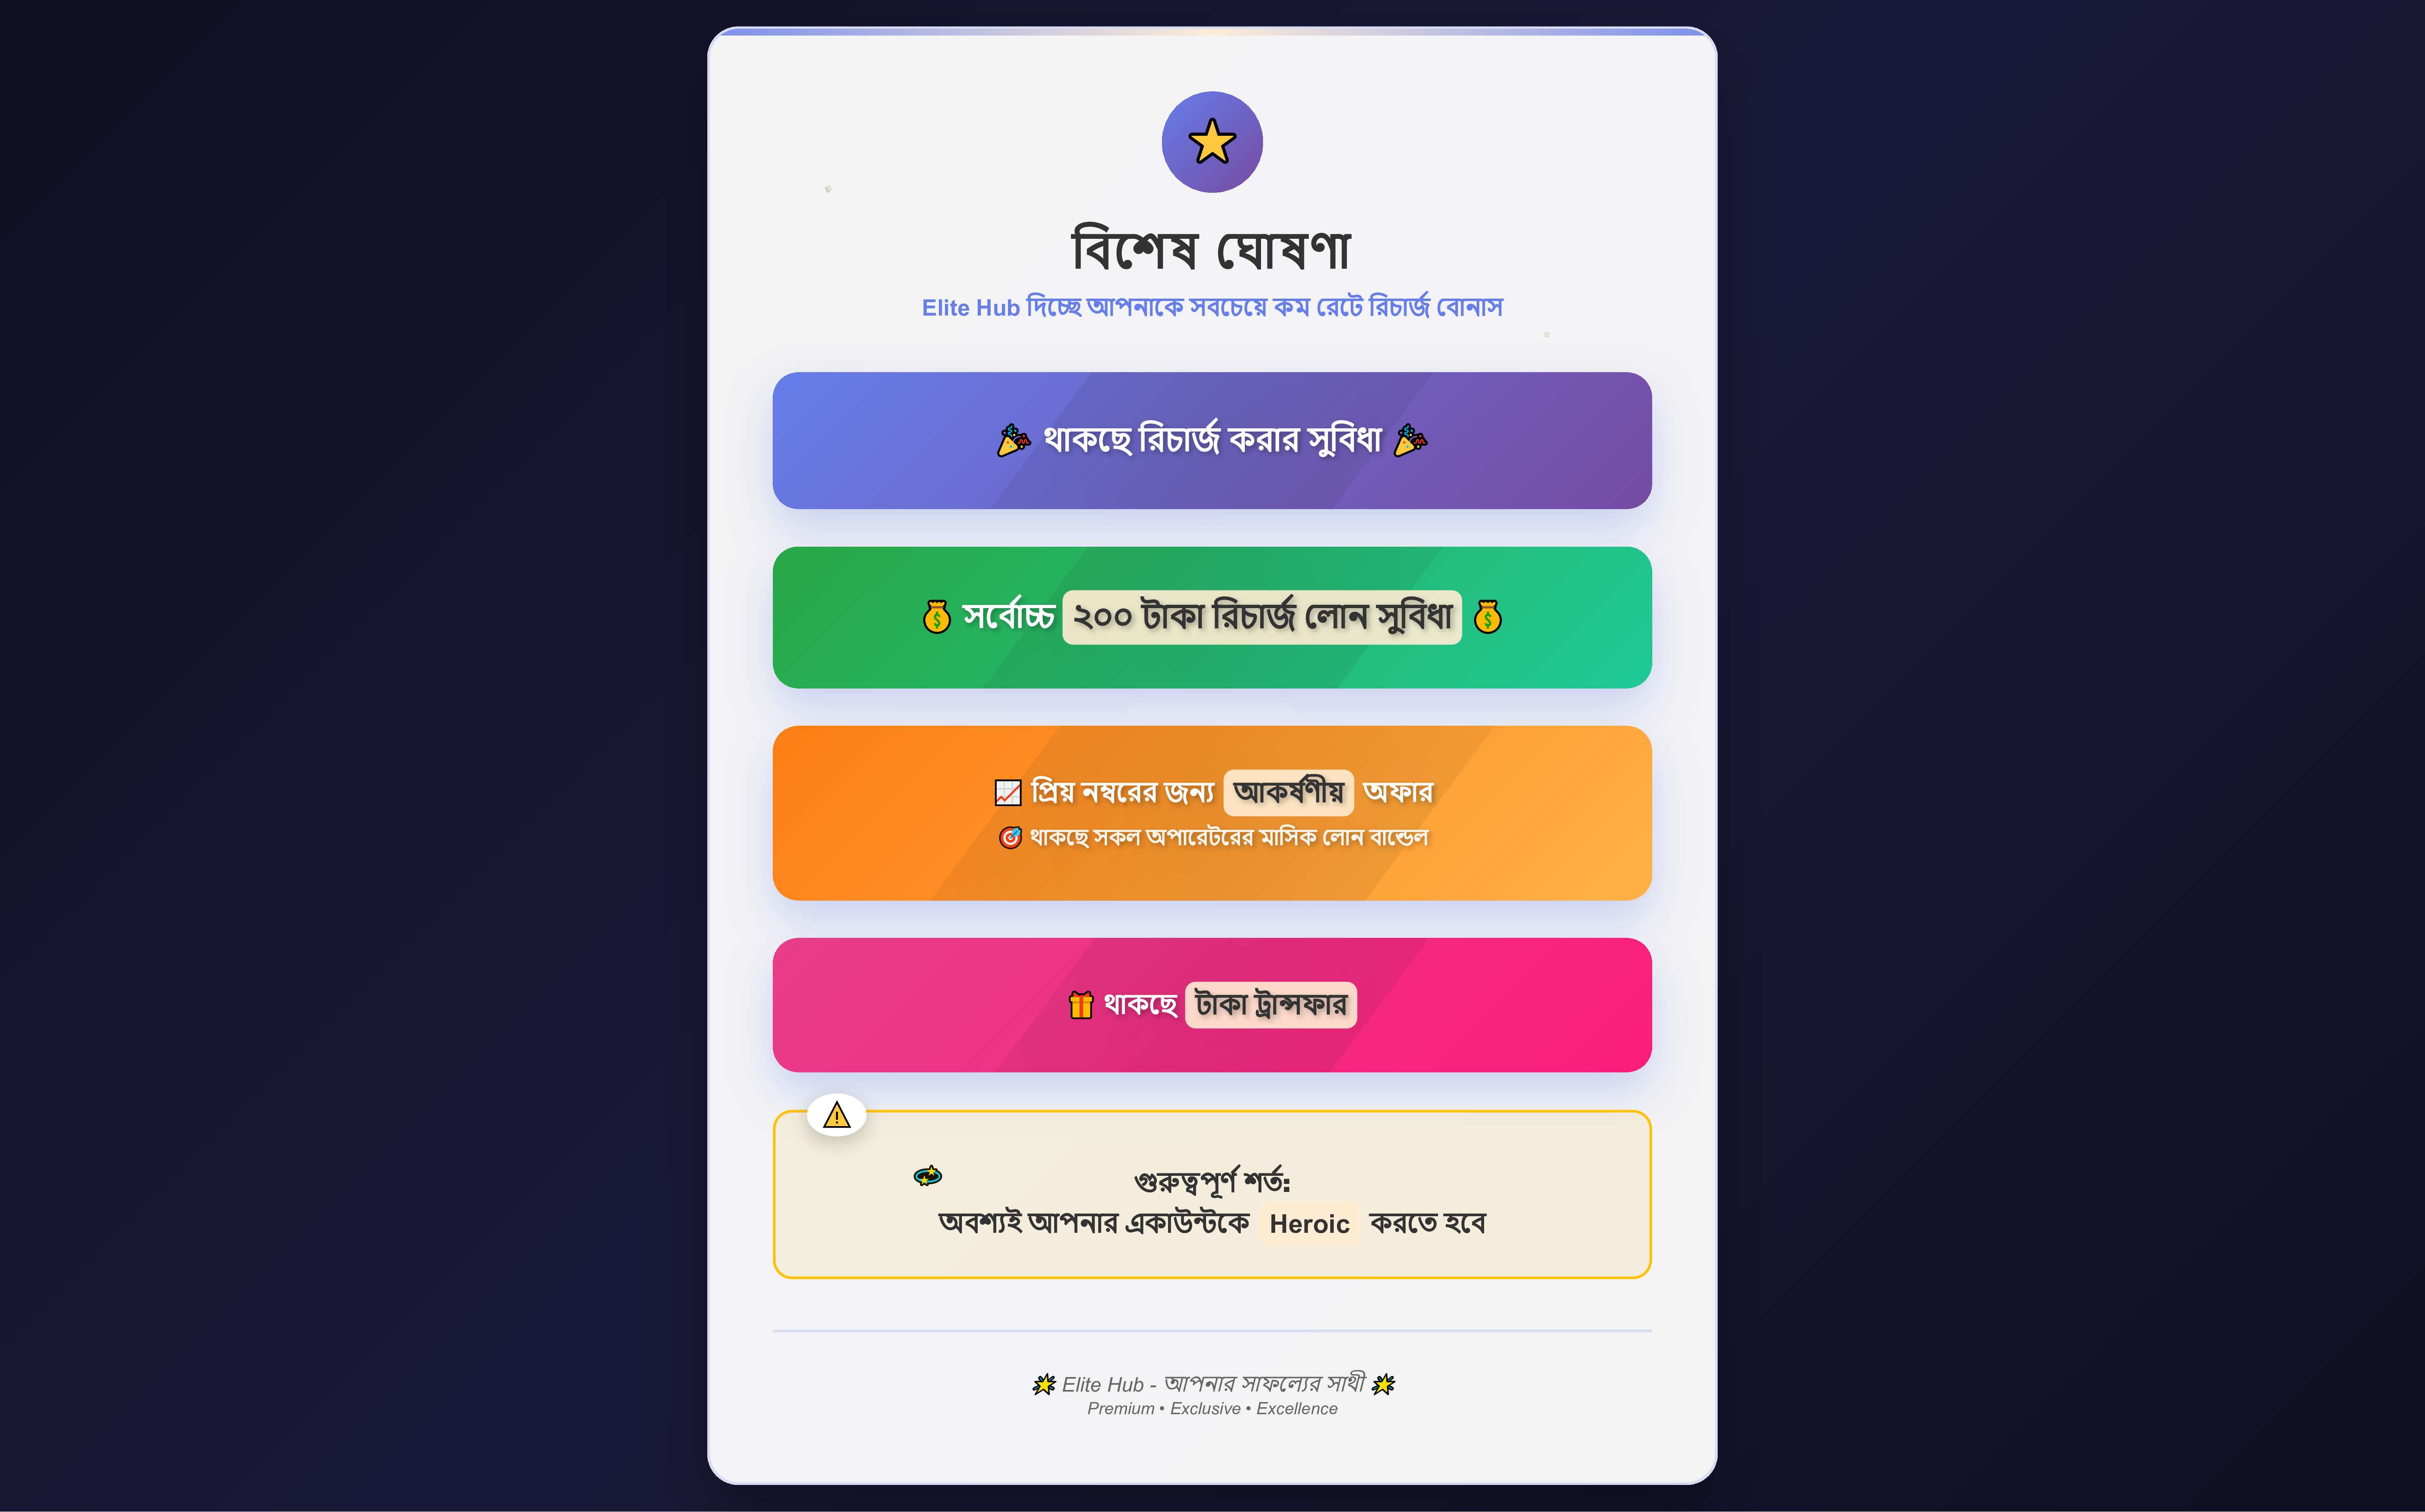 বিশেষ ঘোষণা
Elite Hub দিচ্ছে আপনাকে সবচেয়ে কম রেটে রিচার্জ বোনাস
🎉 থাকছে রিচার্জ করার সুবিধা 🎉
💰 সর্বোচ্চ ২০০ টাকা রিচার্জ লোন সুবিধা 💰
📈 প্রিয় নম্বরের জন্য আকর্ষণীয় অফার
🎯 থাকছে সকল অপারেটরের মাসিক লোন বান্ডেল
🎁 থাকছে টাকা ট্রান্সফার
গুরুত্বপূর্ণ শর্ত:
অবশ্যই আপনার একাউন্টকে Heroic করতে হবে
🌟 Elite Hub - আপনার সাফল্যের সাথী 🌟
Premium • Exclusive • Excellence